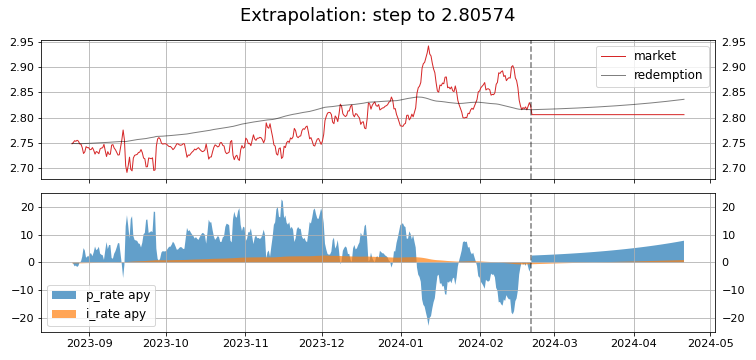 Extrapolation: step to 2.80574
2.95 2.95
2.90 2.90
2.85 2.85
2.80 2.80
2.75 2.75
2.70 2.70
market
redemption
20 20
10 10
0 0
−10 −10
−20 −20
p_rate apy
i_rate apy
2023-09 2023-10 2023-11 2023-12 2024-01 2024-02 2024-03 2024-04 2024-05